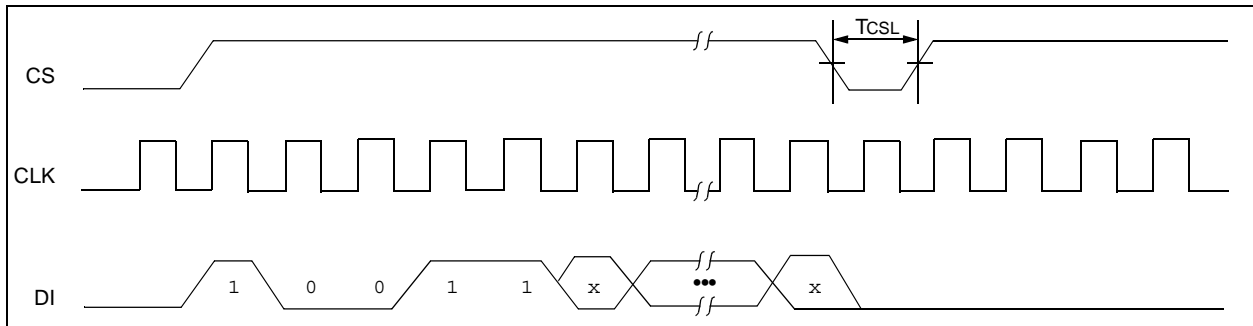 TCSL
CS
CLK
DI
1 0 0 1 1 x ••• x